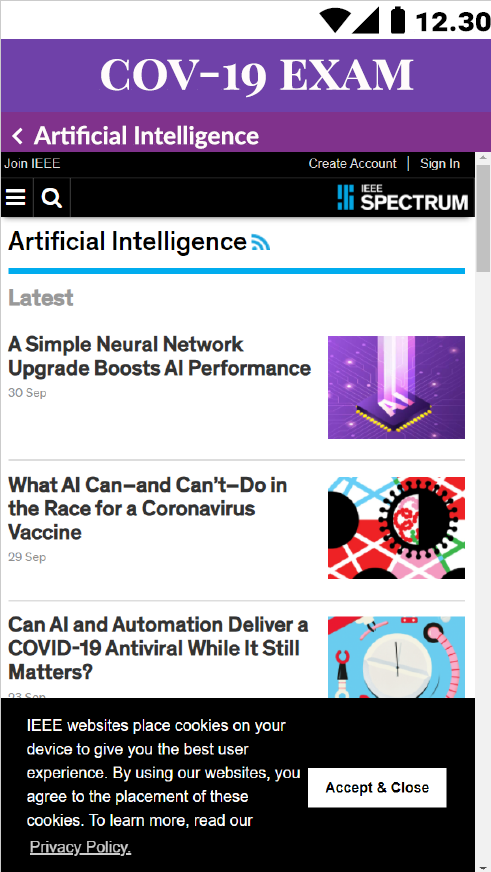 12.30
COV-19 EXAM
< Artificial Intelligence
Join IEEE Create Account | Sign In
IEEE
SPECTRUM
Artificial Intelligence
Latest
A Simple Neural Network
Upgrade Boosts AI Performance
30 Sep
AI
What AI Can—and Can't—Do in
the Race for a Coronavirus
Vaccine
29 Sep
Can AI and Automation Deliver a
COVID-19 Antiviral While It Still
Matters?
23 Sep
IEEE websites place cookies on your
device to give you the best user
experience. By using our websites, you
agree to the placement of these
cookies. To learn more, read our
Privacy Policy.
Accept & Close